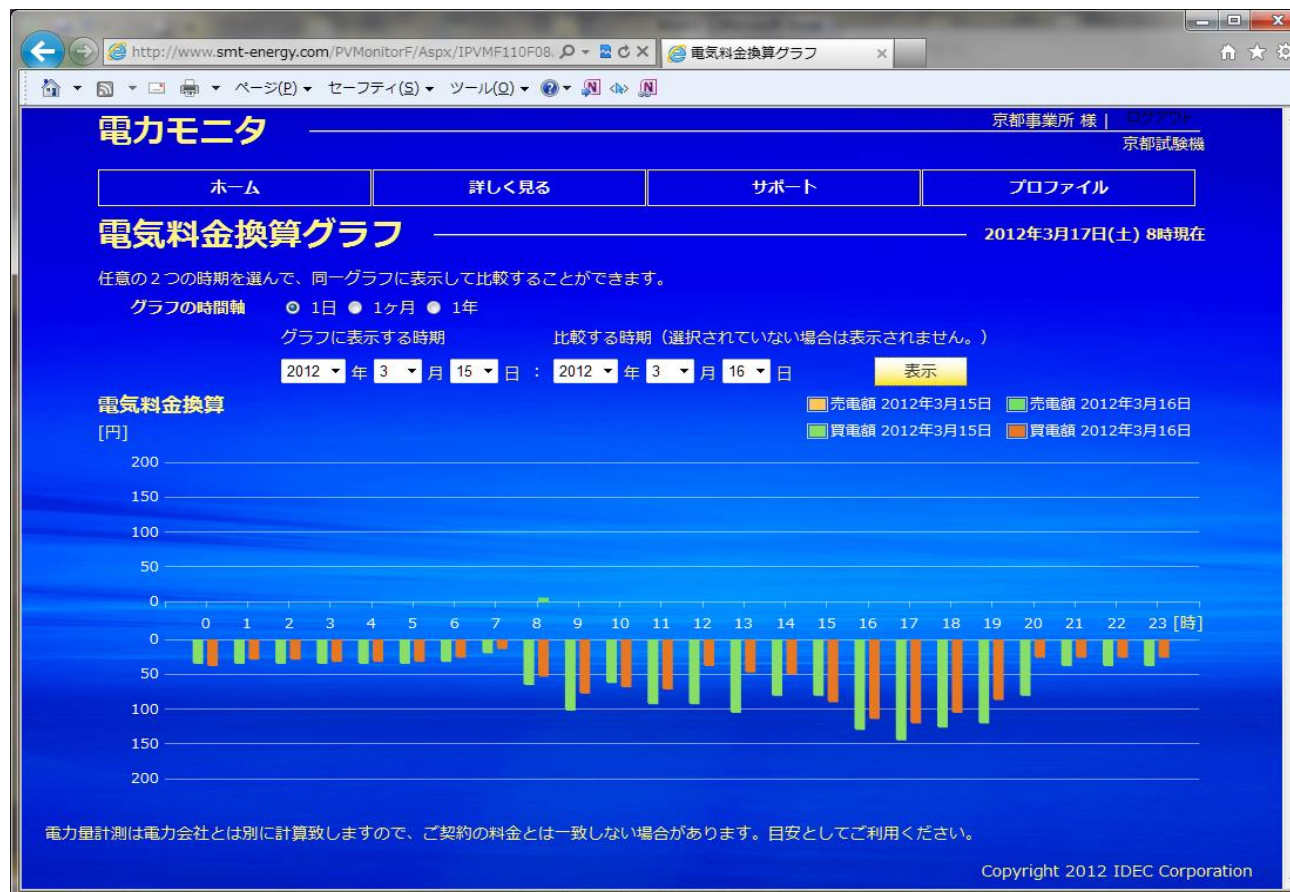 http://www.smt-energy.com/PVMonitorF/Aspx/IPVMF110F08.
電気料金換算グラフ
ページ(P) セーフティ(S) ツール(O)
京都事業所 様 | ログアウト
電力モニタ
京都試験機
ホーム 詳しく見る サポート プロファイル
電気料金換算グラフ 2012年3月17日(土) 8時現在
任意の2つの時期を選んで、同一グラフに表示して比較することができます。
グラフの時間軸 1日 1ヶ月 1年
グラフに表示する時期 比較する時期(選択されていない場合は表示されません。)
2012 年 3 月 15 日 : 2012 年 3 月 16 日 表示
電気料金換算 売電額 2012年3月15日 売電額 2012年3月16日
[円] 買電額 2012年3月15日 買電額 2012年3月16日
200
150
100
50
0
0 1 2 3 4 5 6 7 8 9 10 11 12 13 14 15 16 17 18 19 20 21 22 23 [時]
0
50
100
150
200
電力量計測は電力会社とは別に計算致しますので、ご契約の料金とは一致しない場合があります。目安としてご利用ください。
Copyright 2012 IDEC Corporation